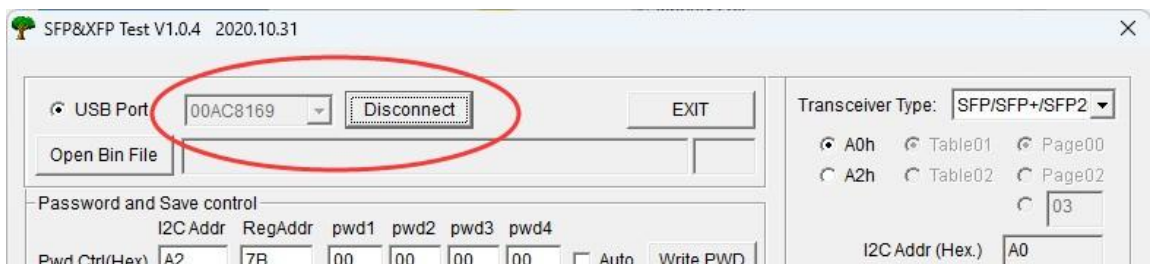 SFP&XFP Test V1.0.4 2020.10.31
USB Port 00AC8169 Disconnect EXIT
Open Bin File
Password and Save control
I2C Addr RegAddr pwd1 pwd2 pwd3 pwd4
Pwd Ctrl(Hex) A2 7B 00 00 00 00 Auto Write PWD
Transceiver Type: SFP/SFP+/SFP2
A0h Table01 Page00
A2h Table02 Page02
03
I2C Addr (Hex.) A0